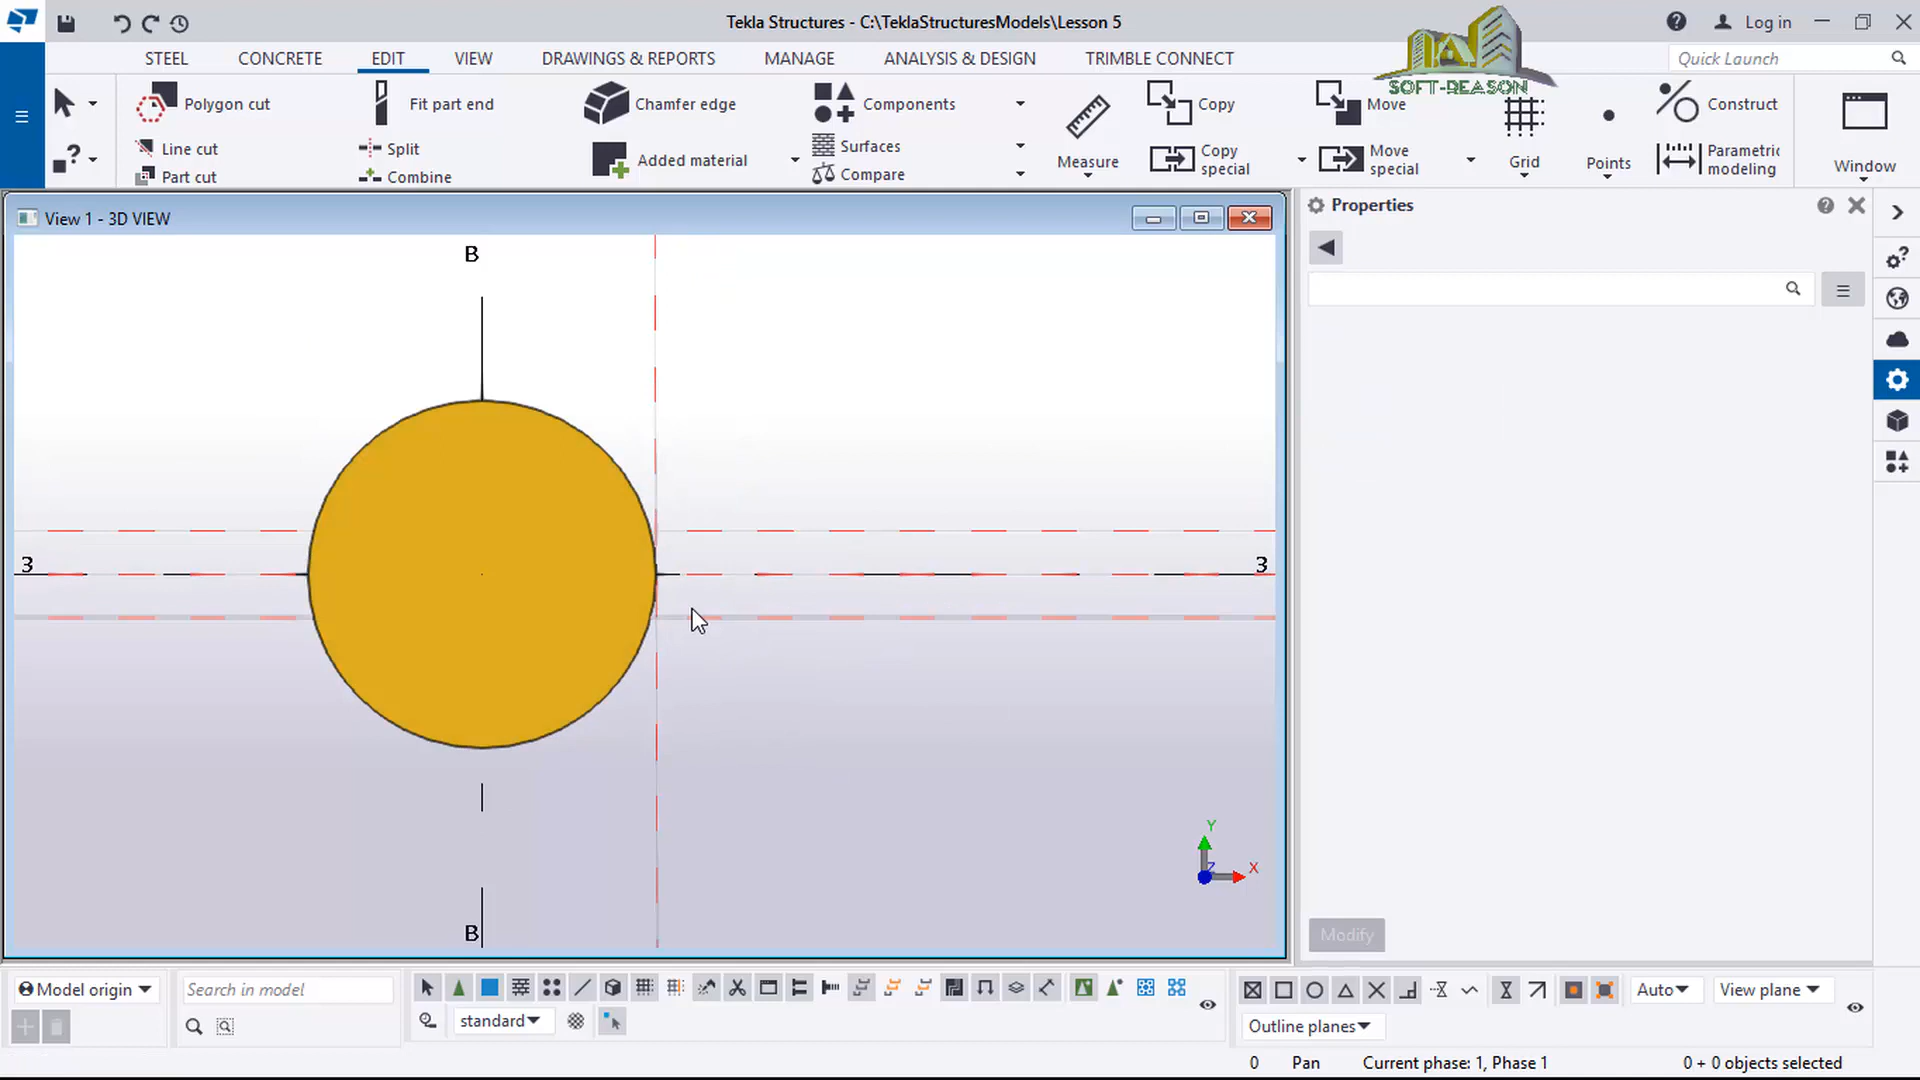 Tekla Structures - C:\TeklaStructuresModels\Lesson 5
Log in
STEEL
CONCRETE
EDIT
VIEW
DRAWINGS & REPORTS
MANAGE
ANALYSIS & DESIGN
TRIMBLE CONNECT
Quick Launch
SOFT-REASON
Polygon cut
Line cut
Part cut
Fit part end
Split
Combine
Chamfer edge
Added material
Components
Surfaces
Compare
Measure
Copy
Copy
special
Move
Move
special
Grid
Points
Construct
Parametric
modeling
Window
View 1 - 3D VIEW
Properties
B
3
3
B
Y
Z
X
Modify
Model origin
Search in model
standard
Auto
View plane
Outline planes
0
Pan
Current phase: 1, Phase 1
0 + 0 objects selected